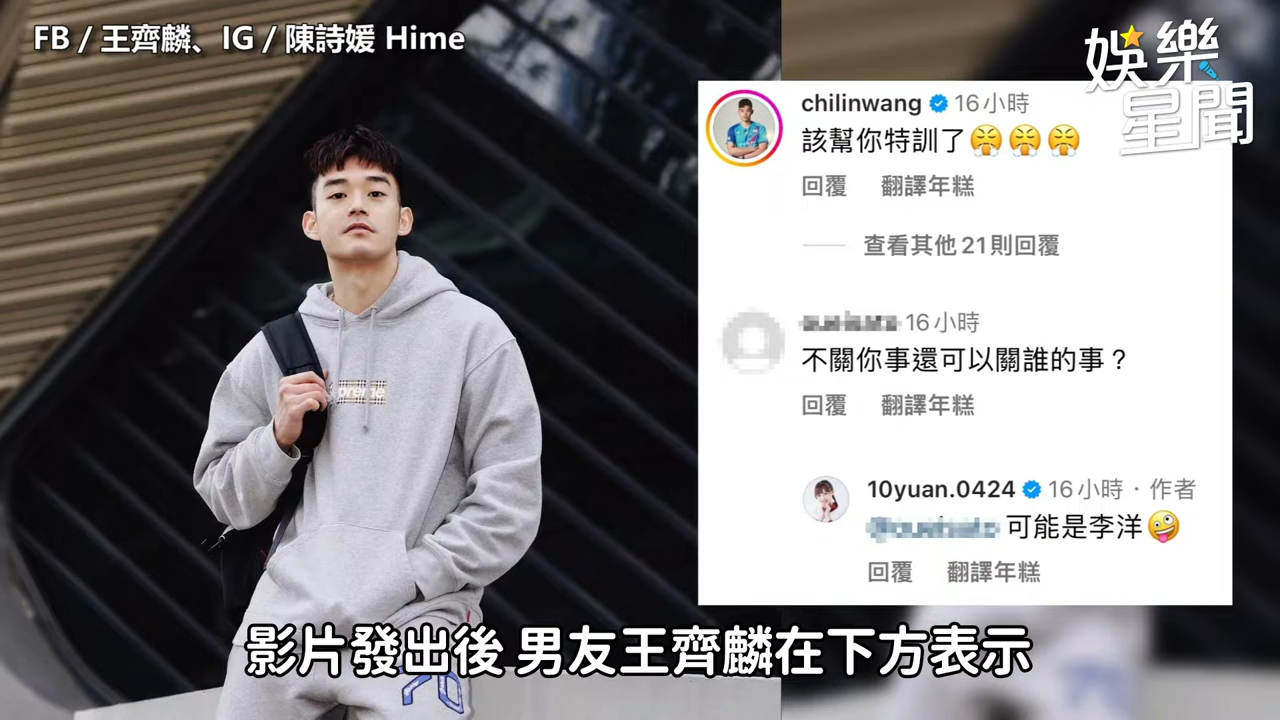 FB / 王齊麟、IG / 陳詩媛 Hime
娛樂
星聞
chilinwang 16小時
該幫你特訓了😤😤😤
回覆 翻譯年糕
查看其他21則回覆
16小時
不關你事還可以關誰的事？
回覆 翻譯年糕
10yuan.0424 16小時・作者
可能是李洋🤪
回覆 翻譯年糕
影片發出後 男友王齊麟在下方表示